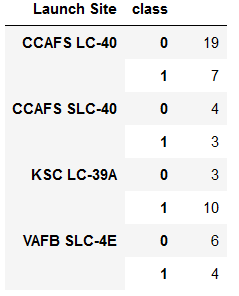 Launch Site class
CCAFS LC-40 0 19
1 7
CCAFS SLC-40 0 4
1 3
KSC LC-39A 0 3
1 10
VAFB SLC-4E 0 6
1 4